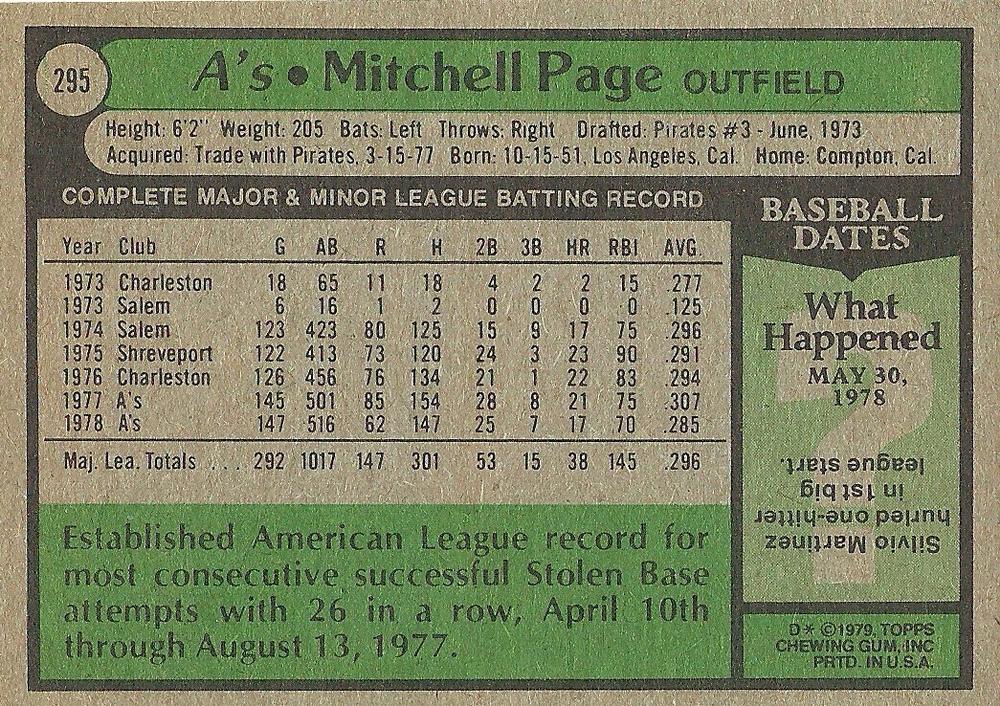 295
A's • Mitchell Page OUTFIELD
Height: 6'2" Weight: 205 Bats: Left Throws: Right Drafted: Pirates #3 - June, 1973
Acquired: Trade with Pirates, 3-15-77 Born: 10-15-51, Los Angeles, Cal. Home: Compton, Cal.
COMPLETE MAJOR & MINOR LEAGUE BATTING RECORD
Year Club G AB R H 2B 3B HR RBI AVG.
1973 Charleston 18 65 11 18 4 2 2 15 .277
1973 Salem 6 16 1 2 0 0 0 0 .125
1974 Salem 123 423 80 125 15 9 17 75 .296
1975 Shreveport 122 413 73 120 24 3 23 90 .291
1976 Charleston 126 456 76 134 21 1 22 83 .294
1977 A's 145 501 85 154 28 8 21 75 .307
1978 A's 147 516 62 147 25 7 17 70 .285
Maj. Lea. Totals ... 292 1017 147 301 53 15 38 145 .296
Established American League record for
most consecutive successful Stolen Base
attempts with 26 in a row, April 10th
through August 13, 1977.
BASEBALL
DATES
What
Happened
MAY 30,
1978
?
Silvio Martinez
hurled one-hitter
in 1st big
league start.
D* ©1979, TOPPS
CHEWING GUM, INC
PRTD. IN U.S.A.